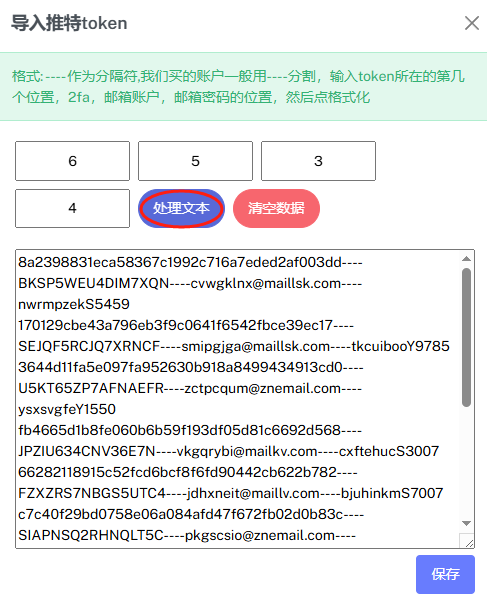 导入推特token
格式:----作为分隔符,我们买的账户一般用----分割，输入token所在的第几
个位置，2fa，邮箱账户，邮箱密码的位置，然后点格式化
6
5
3
4
处理文本
清空数据
8a2398831eca58367c1992c716a7eded2af003dd----
BKSP5WEU4DIM7XQN----cvwgklnx@maillsk.com----
nwrmpzekS5459
170129cbe43a796eb3f9c0641f6542fbce39ec17----
SEJQF5RCJQ7XRNCF----smipgjga@maillsk.com----tkcuibooY9785
3644d11fa5e097fa952630b918a8499434913cd0----
U5KT65ZP7AFNAEFR----zctpcqum@znemail.com----
ysxsvgfeY1550
fb4665d1b8fe060b6b59f193df05d81c6692d568----
JPZIU634CNV36E7N----vkgqrybi@mailkv.com----cxftehucS3007
66282118915c52fcd6bcf8f6fd90442cb622b782----
FZXZRS7NBGS5UTC4----jdhxneit@maillv.com----bjuhinkmS7007
c7c40f29bd0758e06a084afd47f672fb02d0b83c----
SIAPNSQ2RHNQLT5C----pkgscsio@znemail.com----
保存